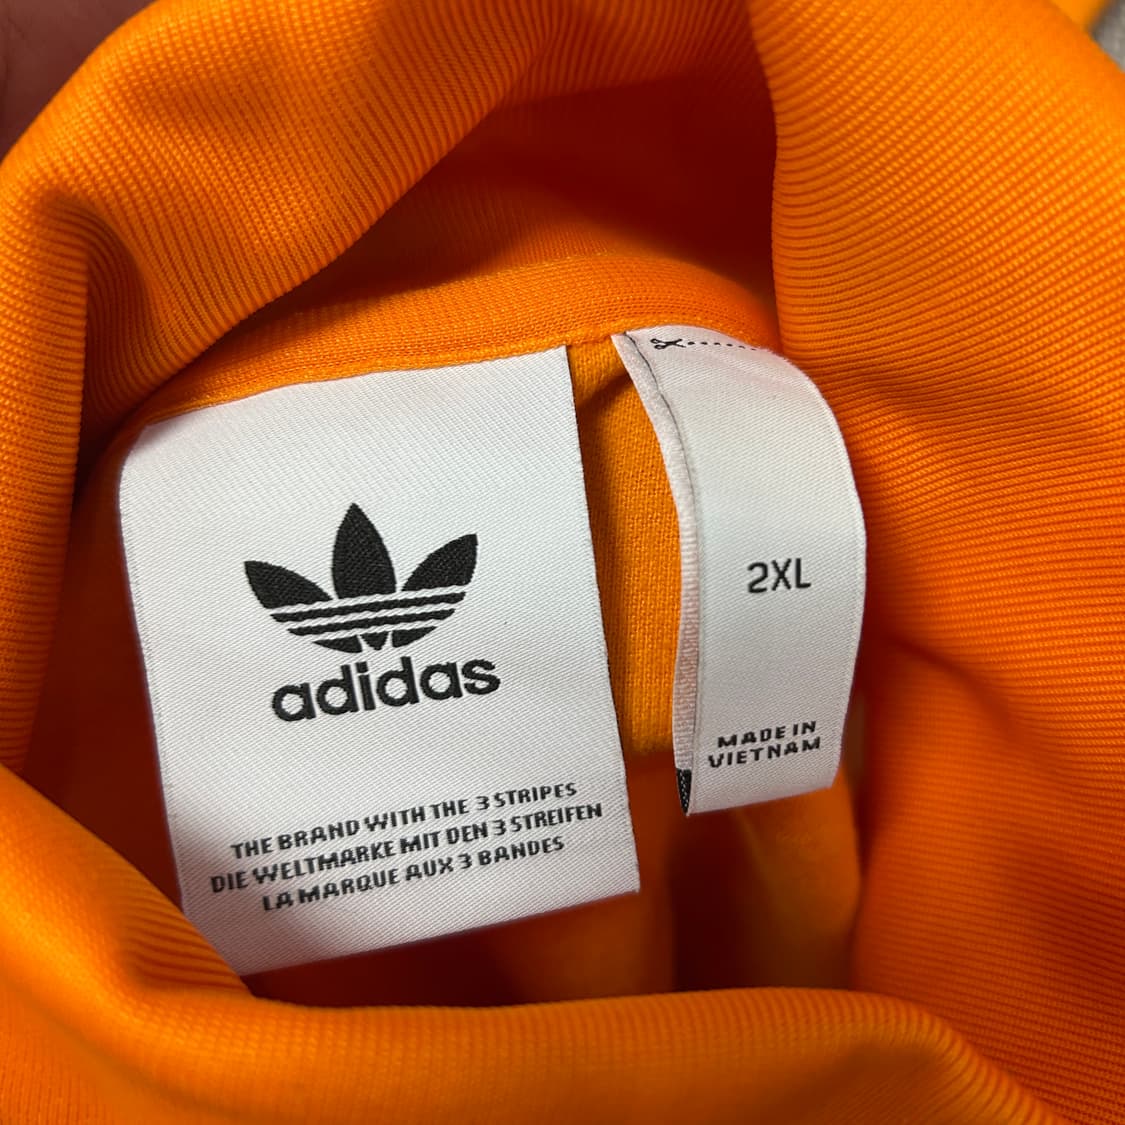 adidas
THE BRAND WITH THE 3 STRIPES
DIE WELTMARKE MIT DEN 3 STREIFEN
LA MARQUE AUX 3 BANDES
2XL
MADE IN
VIETNAM